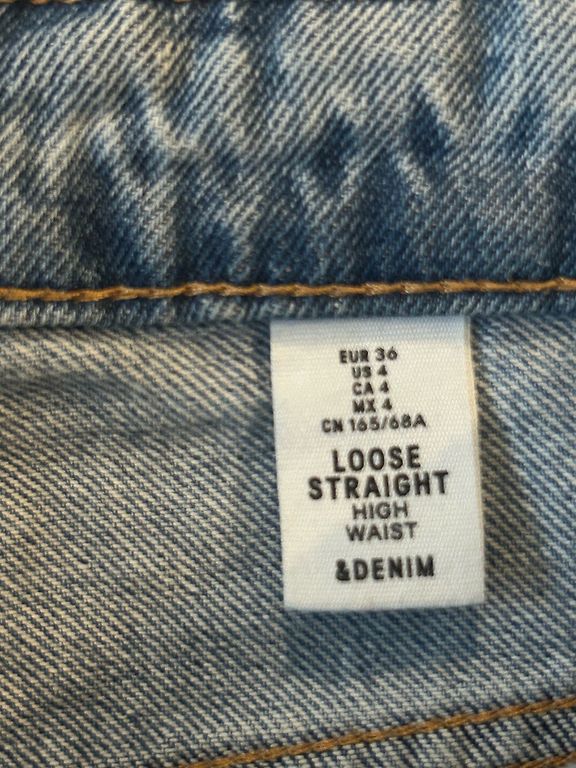 EUR 36
US 4
CA 4
MX 4
CN 165/68A
LOOSE
STRAIGHT
HIGH
WAIST
&DENIM